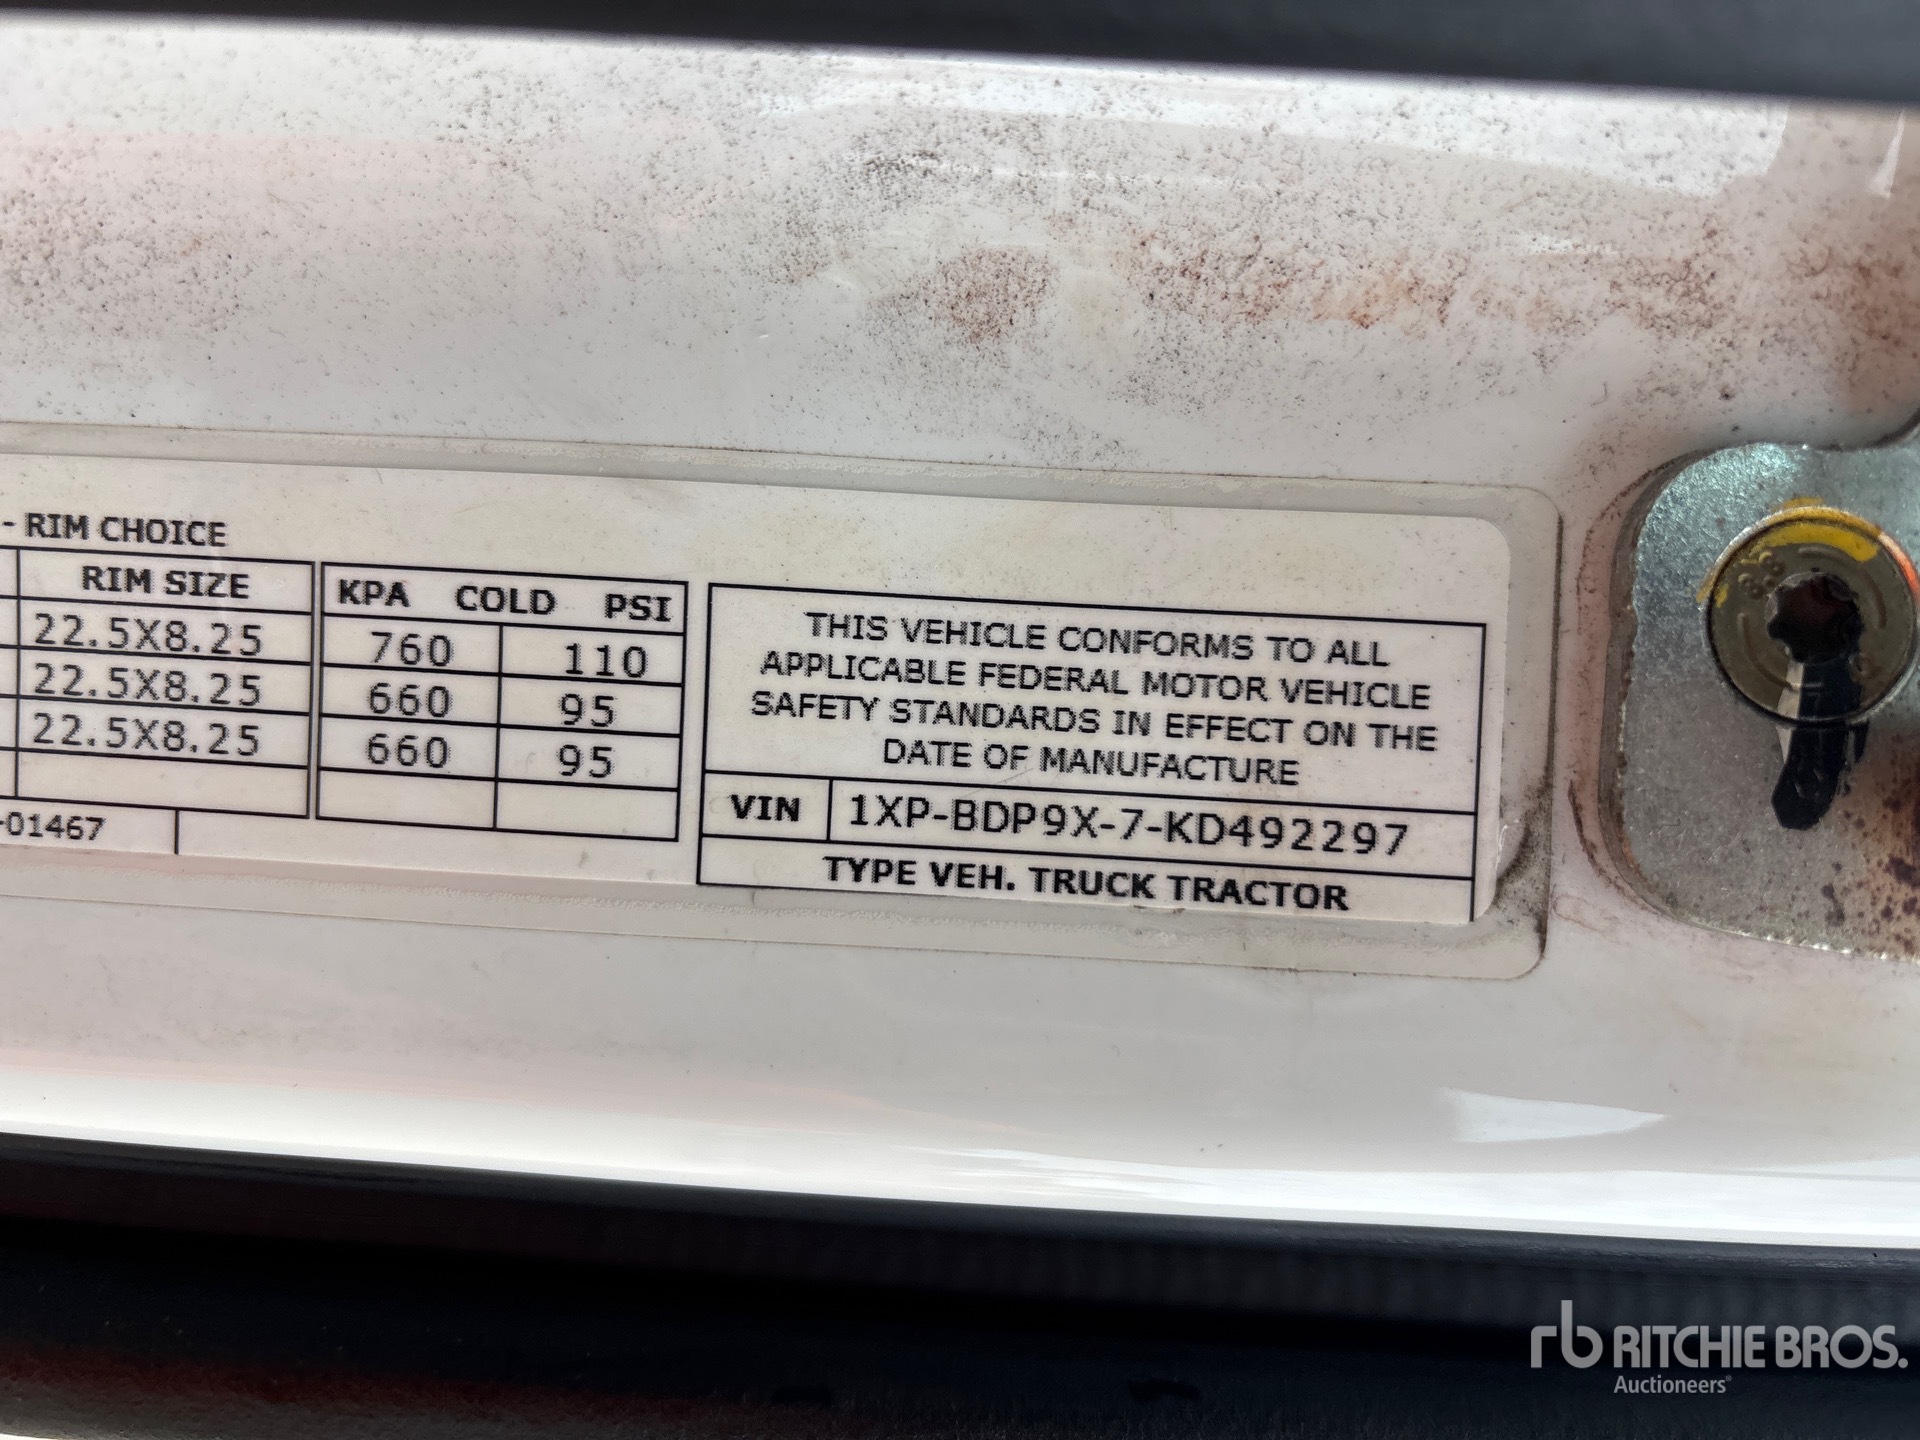 - RIM CHOICE
RIM SIZE
22.5X8.25
22.5X8.25
22.5X8.25
-01467
KPA COLD PSI
760 110
660 95
660 95
THIS VEHICLE CONFORMS TO ALL
APPLICABLE FEDERAL MOTOR VEHICLE
SAFETY STANDARDS IN EFFECT ON THE
DATE OF MANUFACTURE
VIN 1XP-BDP9X-7-KD492297
TYPE VEH. TRUCK TRACTOR
rb RITCHIE BROS.
Auctioneers®